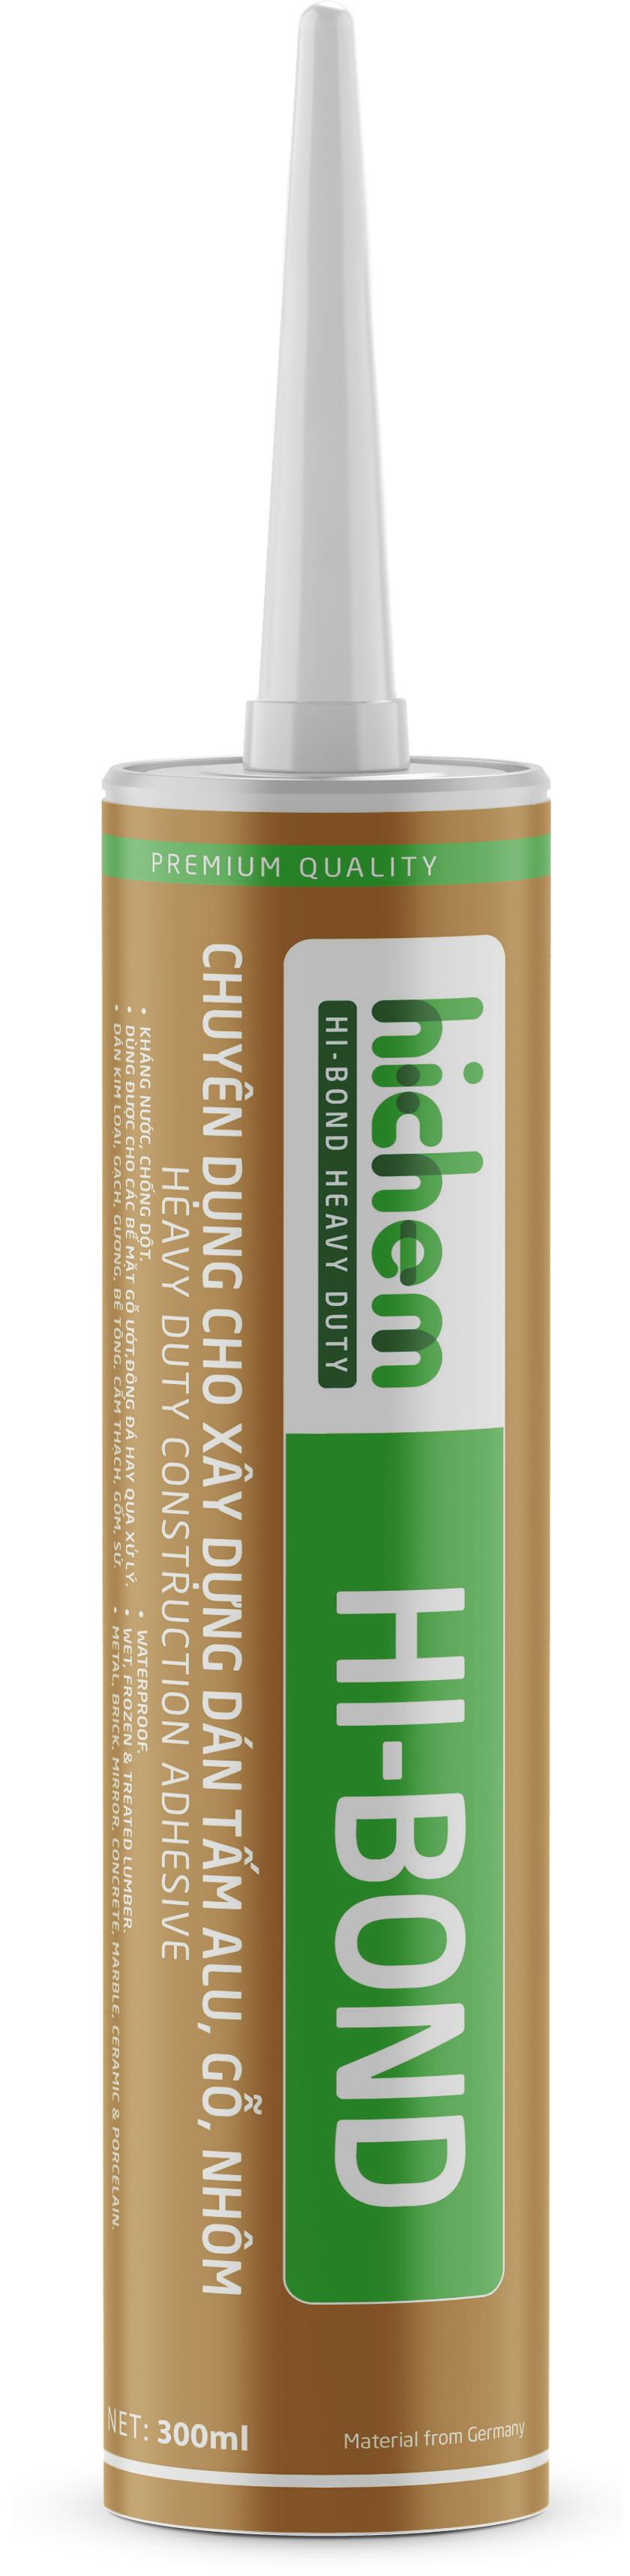 PREMIUM QUALITY
hichem
HI-BOND HEAVY DUTY
HI-BOND
CHUYÊN DỤNG CHO XÂY DỰNG DÁN TẤM ALU, GỖ, NHÔM
HEAVY DUTY CONSTRUCTION ADHESIVE
• KHÁNG NƯỚC, CHỐNG DỘT.
• DÙNG ĐƯỢC CHO CÁC BỀ MẶT GỖ ƯỚT,ĐÔNG ĐÁ HAY QUA XỬ LÝ.
• DÁN KIM LOẠI, GẠCH, GƯƠNG, BÊ TÔNG, CẨM THẠCH, GỐM, SỨ.
• WATERPROOF.
• WET, FROZEN & TREATED LUMBER.
• METAL, BRICK, MIRROR, CONCRETE, MARBLE, CERAMIC & PORCELAIN.
NET: 300ml
Material from Germany